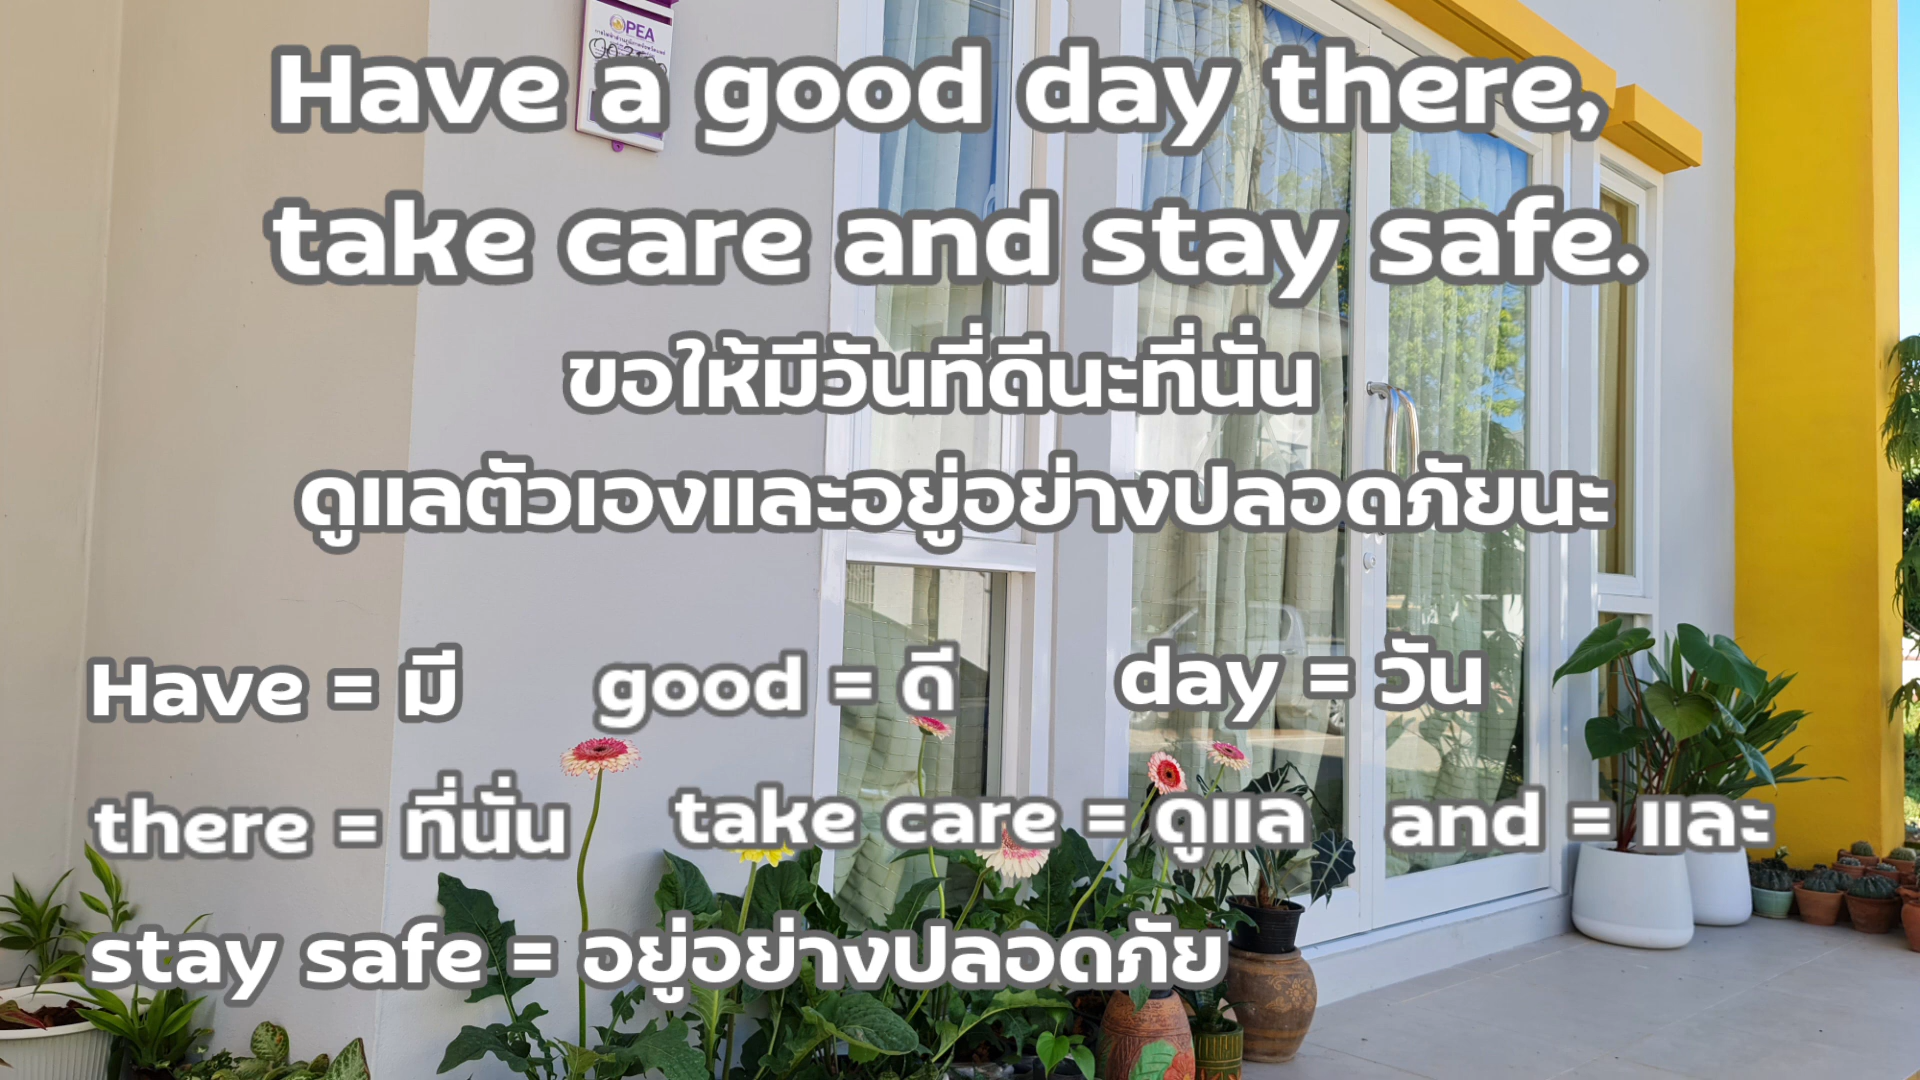 PEA
Have a good day there,
take care and stay safe.
ขอให้มีวันที่ดีนะที่นั่น
ดูแลตัวเองและอยู่อย่างปลอดภัยนะ
Have = มี good = ดี day = วัน
there = ที่นั่น take care = ดูแล and = และ
stay safe = อยู่อย่างปลอดภัย